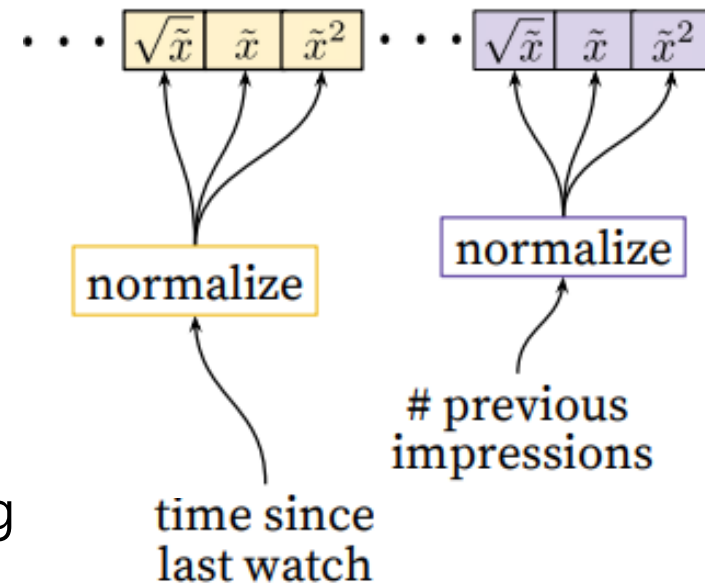 · · · √x̃ x̃ x̃² · · · √x̃ x̃ x̃²
normalize
normalize
# previous
impressions
g
time since
last watch